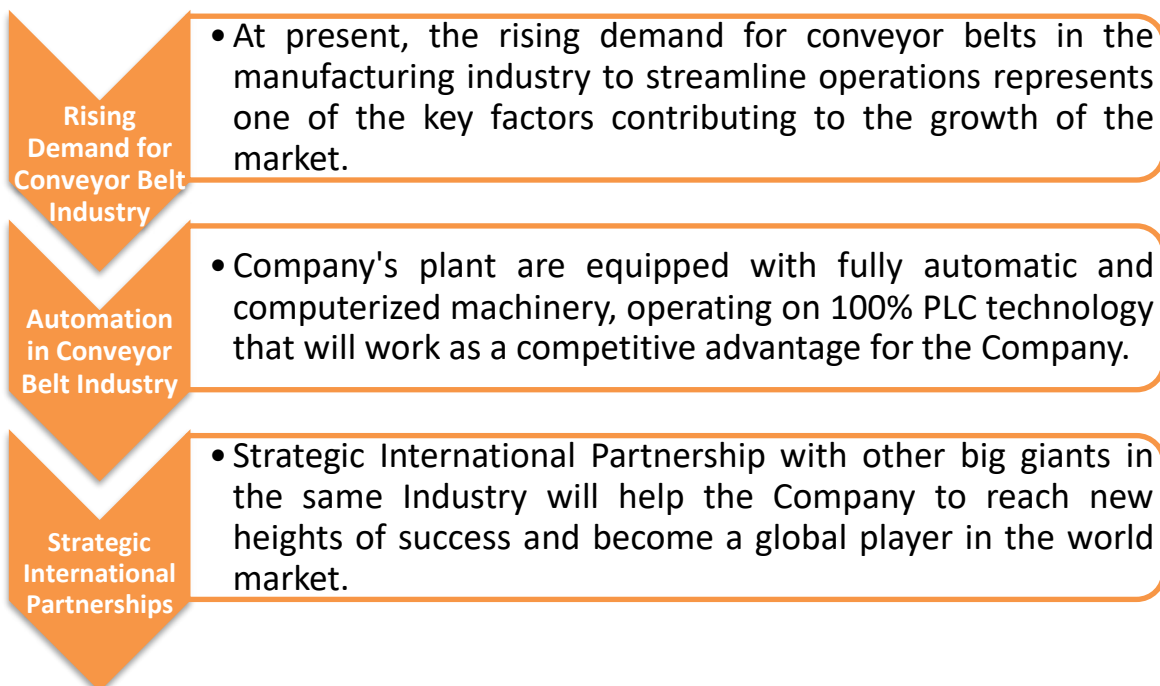 Rising
Demand for
Conveyor Belt
Industry
• At present, the rising demand for conveyor belts in the
manufacturing industry to streamline operations represents
one of the key factors contributing to the growth of the
market.
Automation
in Conveyor
Belt Industry
• Company's plant are equipped with fully automatic and
computerized machinery, operating on 100% PLC technology
that will work as a competitive advantage for the Company.
Strategic
International
Partnerships
• Strategic International Partnership with other big giants in
the same Industry will help the Company to reach new
heights of success and become a global player in the world
market.